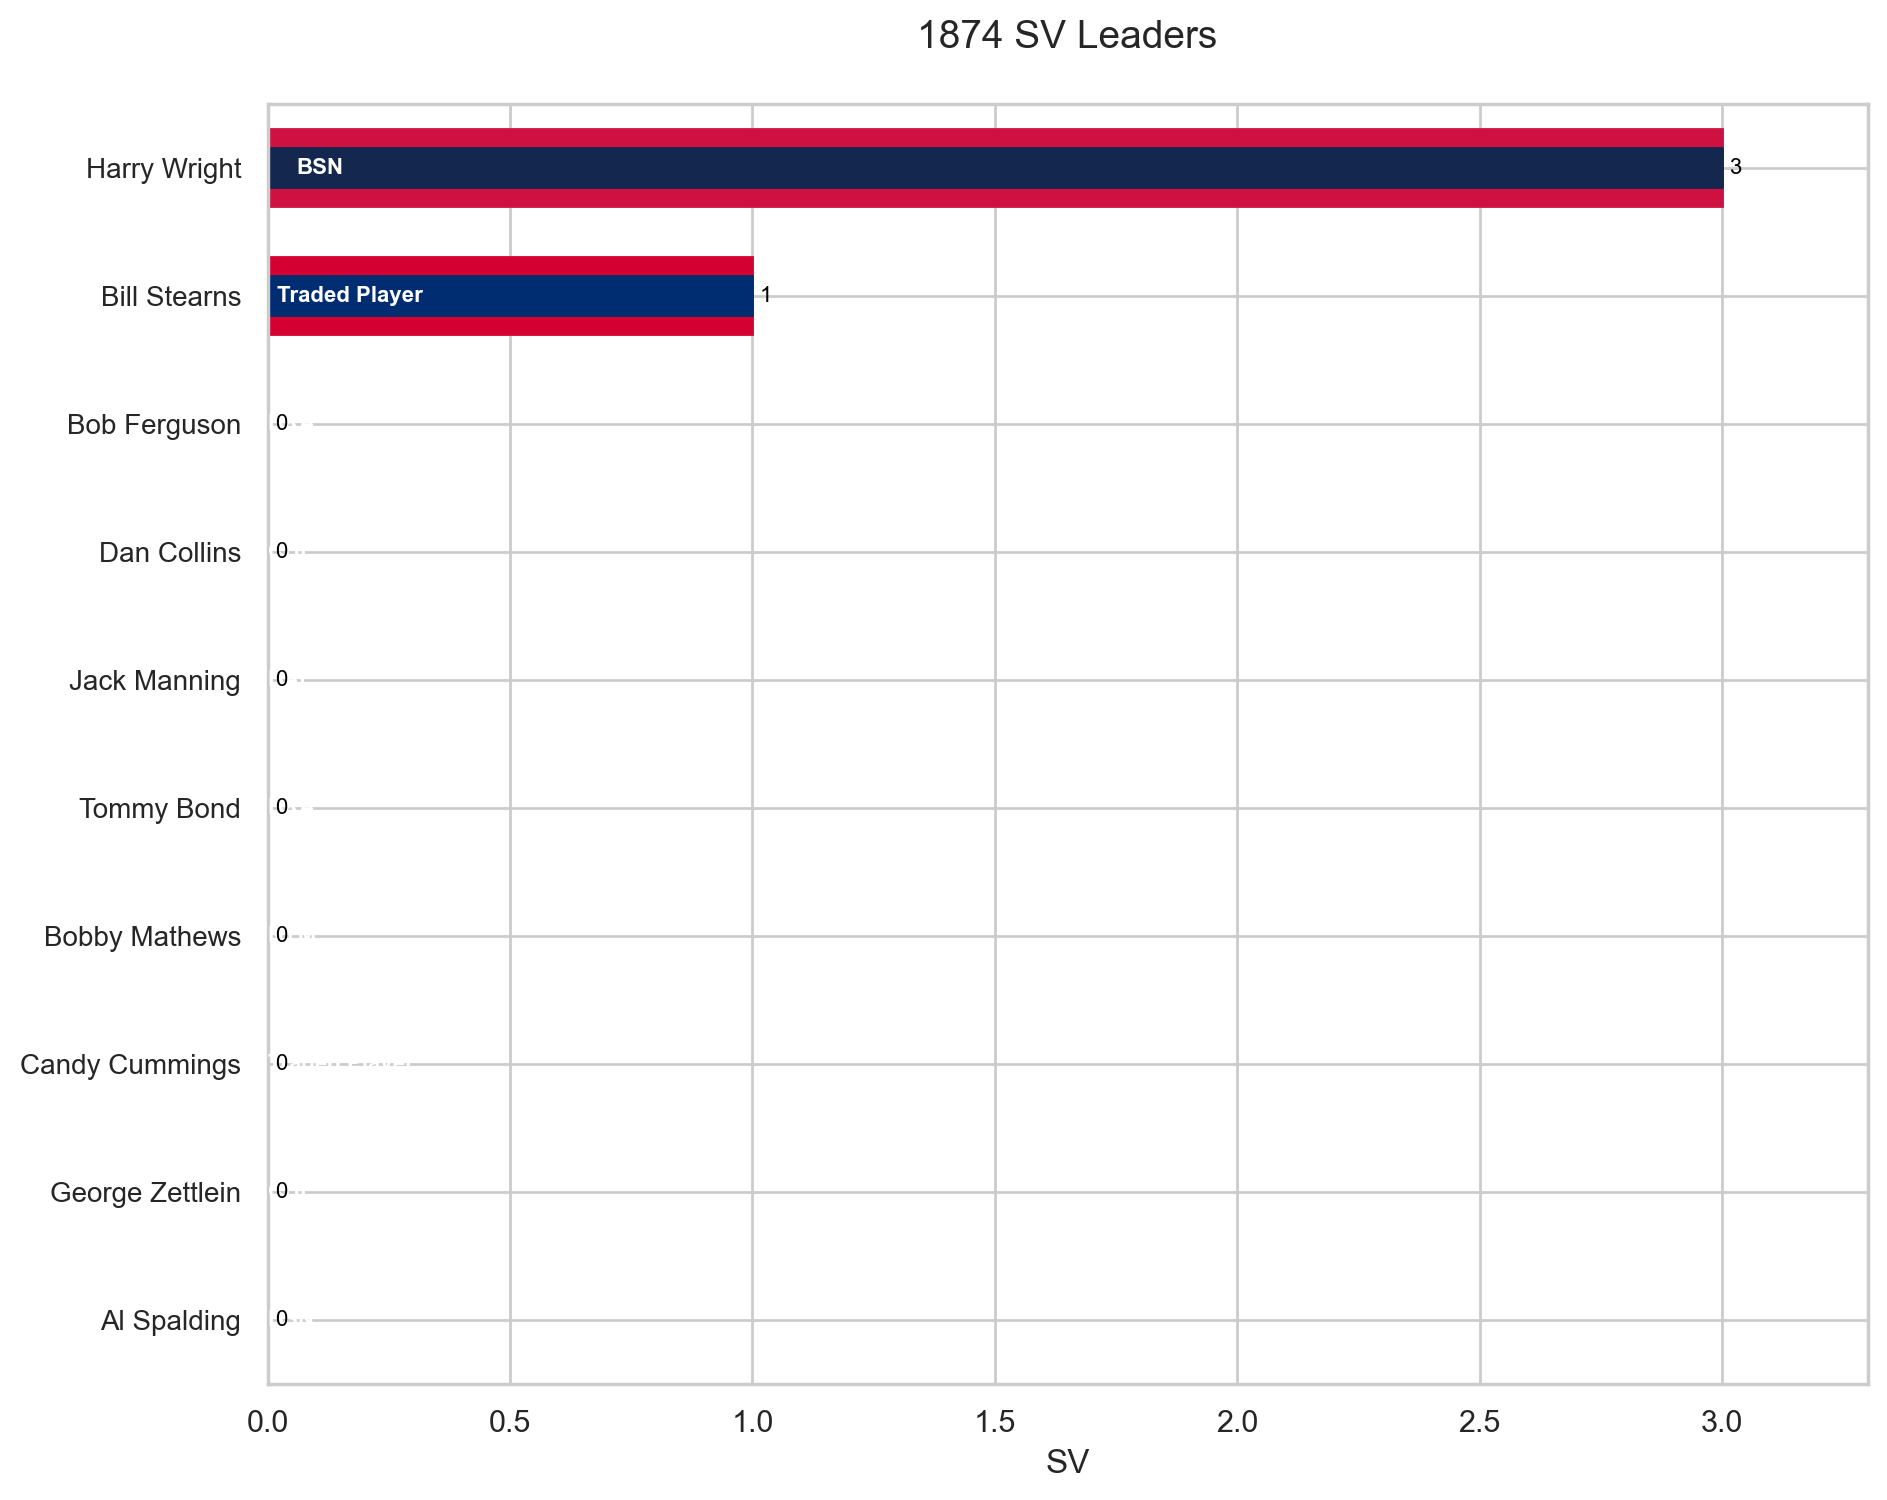 1874 SV Leaders
Harry Wright
BSN
3
Bill Stearns
Traded Player
1
Bob Ferguson
0
Dan Collins
0
Jack Manning
0
Tommy Bond
0
Bobby Mathews
0
Candy Cummings
0
George Zettlein
0
Al Spalding
0
0.0 0.5 1.0 1.5 2.0 2.5 3.0
SV